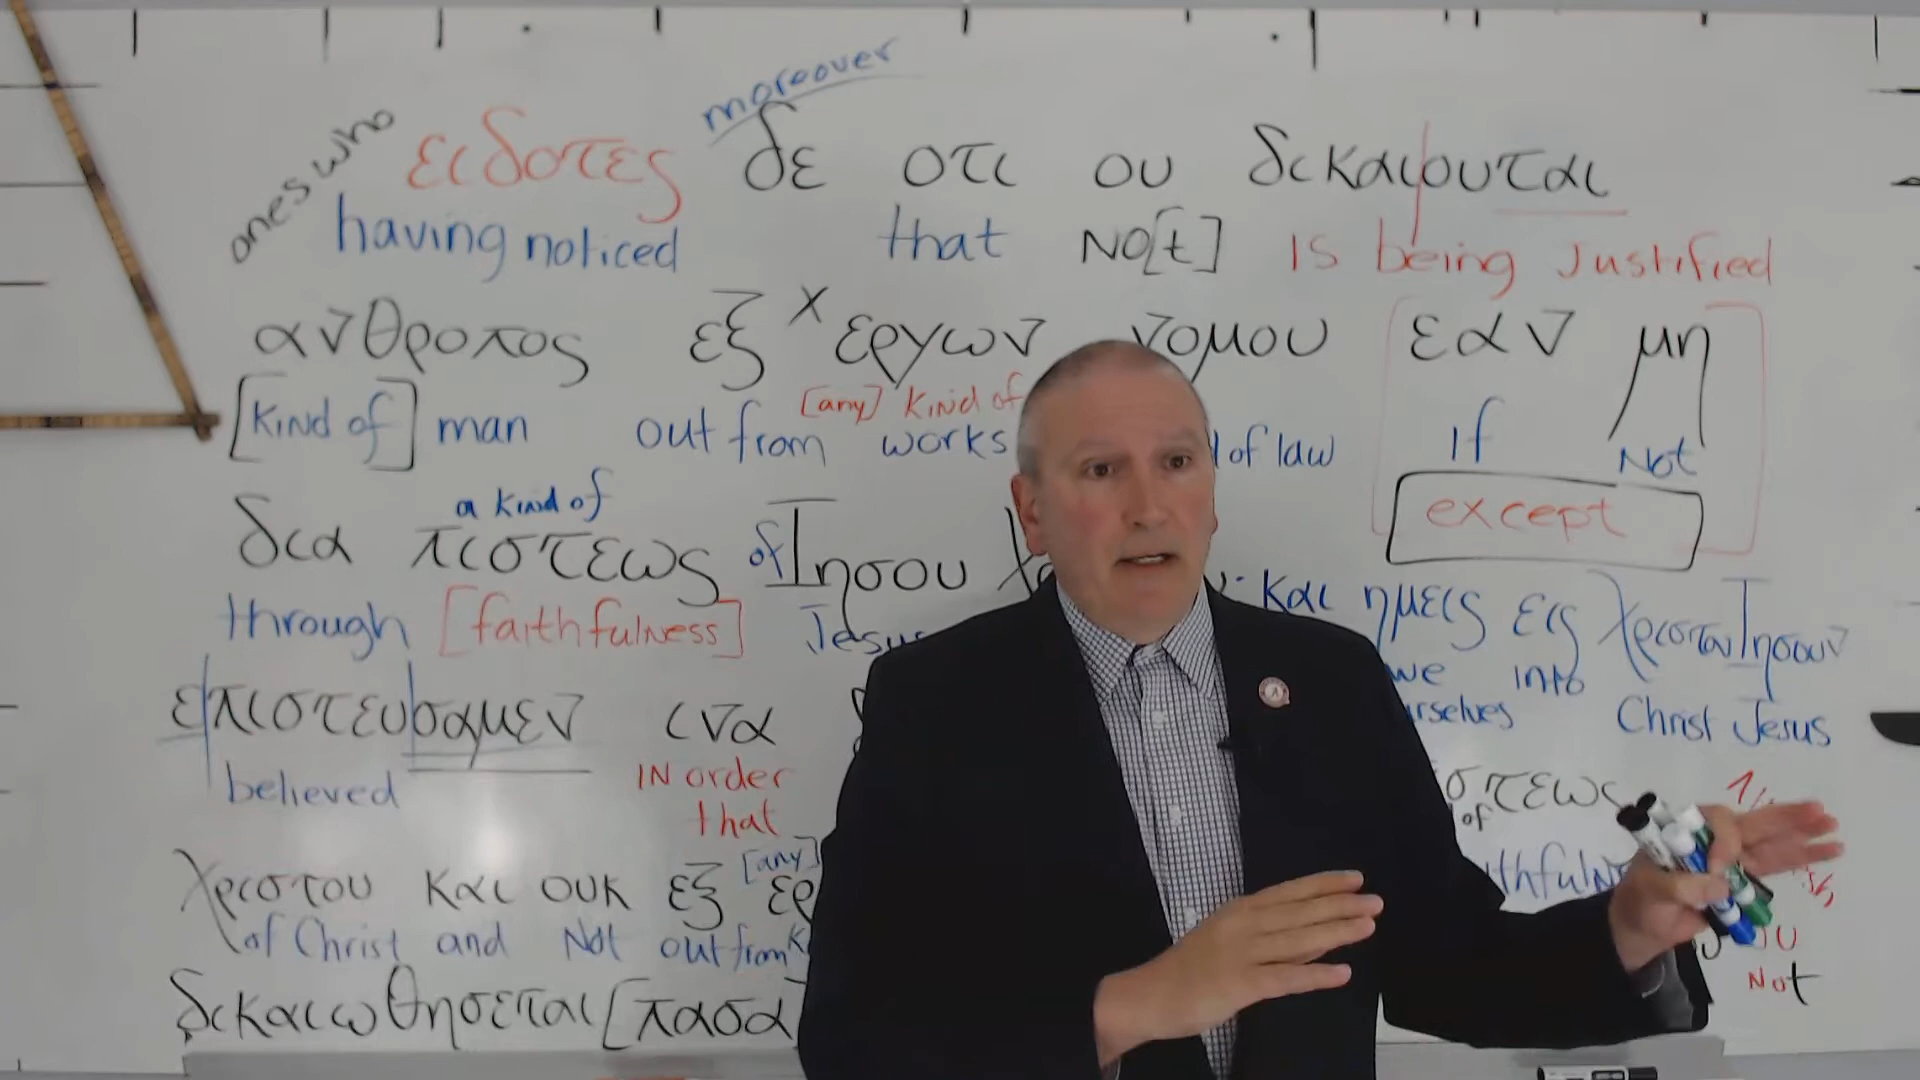 moreover
ones who ειδοτες δε οτι ου δικαιουται
having noticed that NO[t] Is being Justified
ανθροπος εξ x εργων νομου εαν μη
[any] kind of
[Kind of] man out from works of law If Not
a kind of except
δια πιστεως of Ιησου και ημεις εις Χριστον Ιησουν
through [faithfulness] Jesus we into
Christ Jesus
επιστευσαμεν ινα
believed IN order
that of
[any]
Χριστου και ουκ εξ
of Christ and Not out from
Not
δικαιωθησεται [πασα